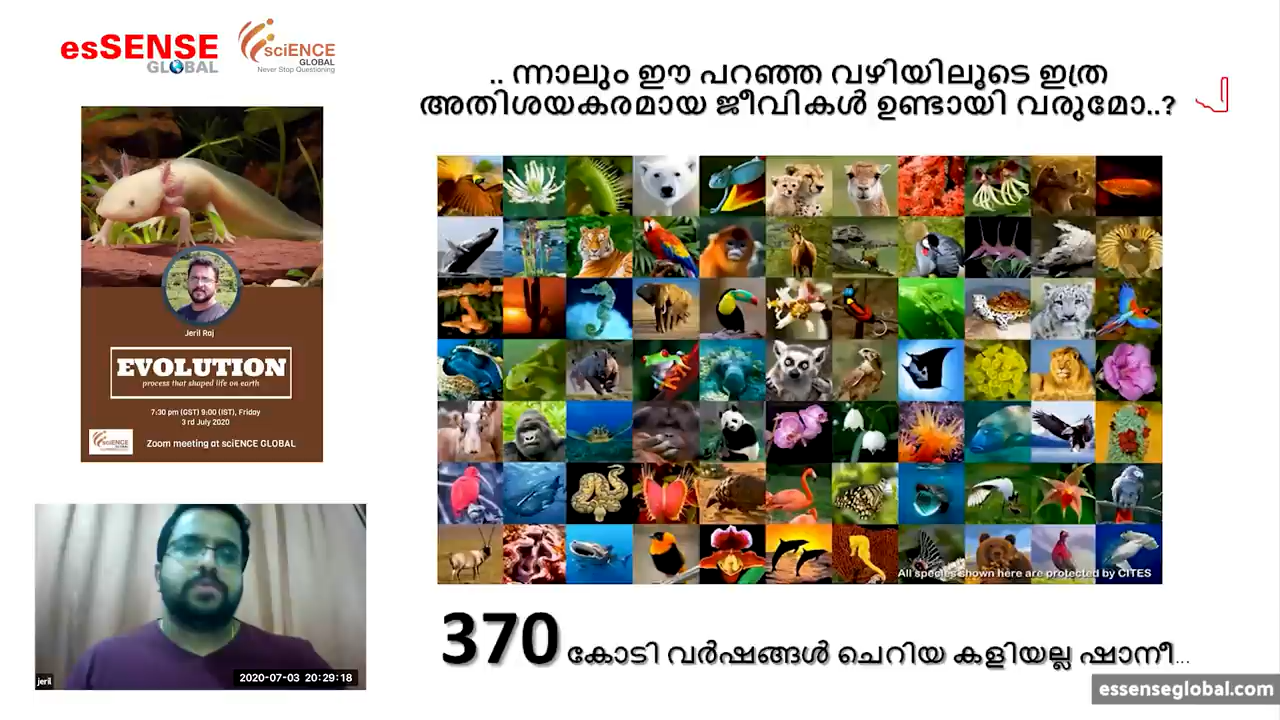 esSENSE
GLOBAL
sciENCE
GLOBAL
Never Stop Questioning
.. ന്നാലും ഈ പറഞ്ഞ വഴിയിലൂടെ ഇത്ര
അതിശയകരമായ ജീവികൾ ഉണ്ടായി വരുമോ..?
Jeril Raj
EVOLUTION
process that shaped life on earth
7:30 pm (GST) 9:00 (IST), Friday
3 rd July 2020
sciENCE
Zoom meeting at sciENCE GLOBAL
All species shown here are protected by CITES
370 കോടി വർഷങ്ങൾ ചെറിയ കളിയല്ല ഷാനീ...
jeril
2020-07-03 20:29:18
essenseglobal.com